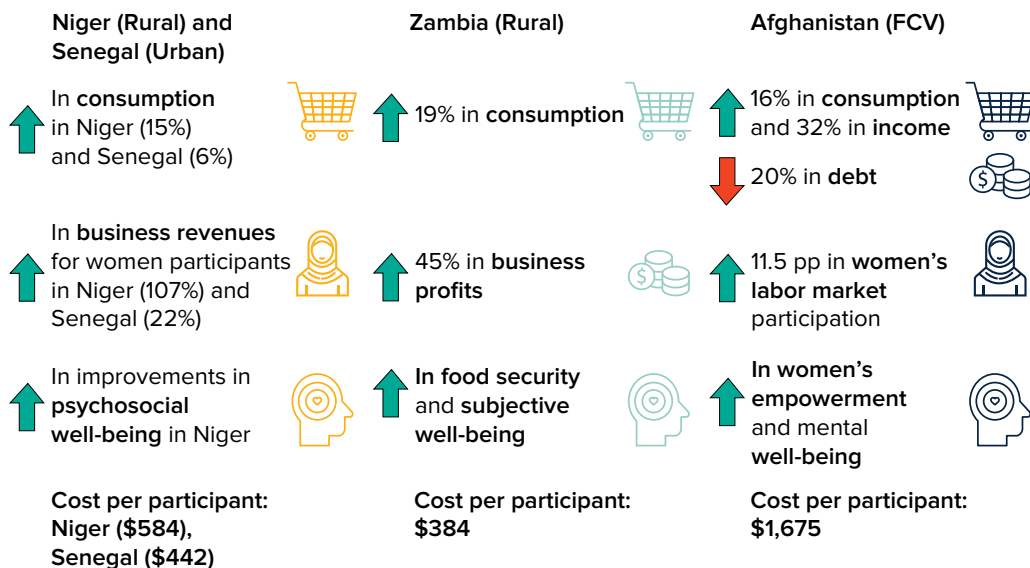 Niger (Rural) and
Senegal (Urban)
In consumption
in Niger (15%)
and Senegal (6%)
In business revenues
for women participants
in Niger (107%) and
Senegal (22%)
In improvements in
psychosocial
well-being in Niger
Cost per participant:
Niger ($584),
Senegal ($442)
Zambia (Rural)
19% in consumption
45% in business
profits
In food security
and subjective
well-being
Cost per participant:
$384
Afghanistan (FCV)
16% in consumption
and 32% in income
20% in debt
$
11.5 pp in women’s
labor market
participation
In women’s
empowerment
and mental
well-being
Cost per participant:
$1,675
$